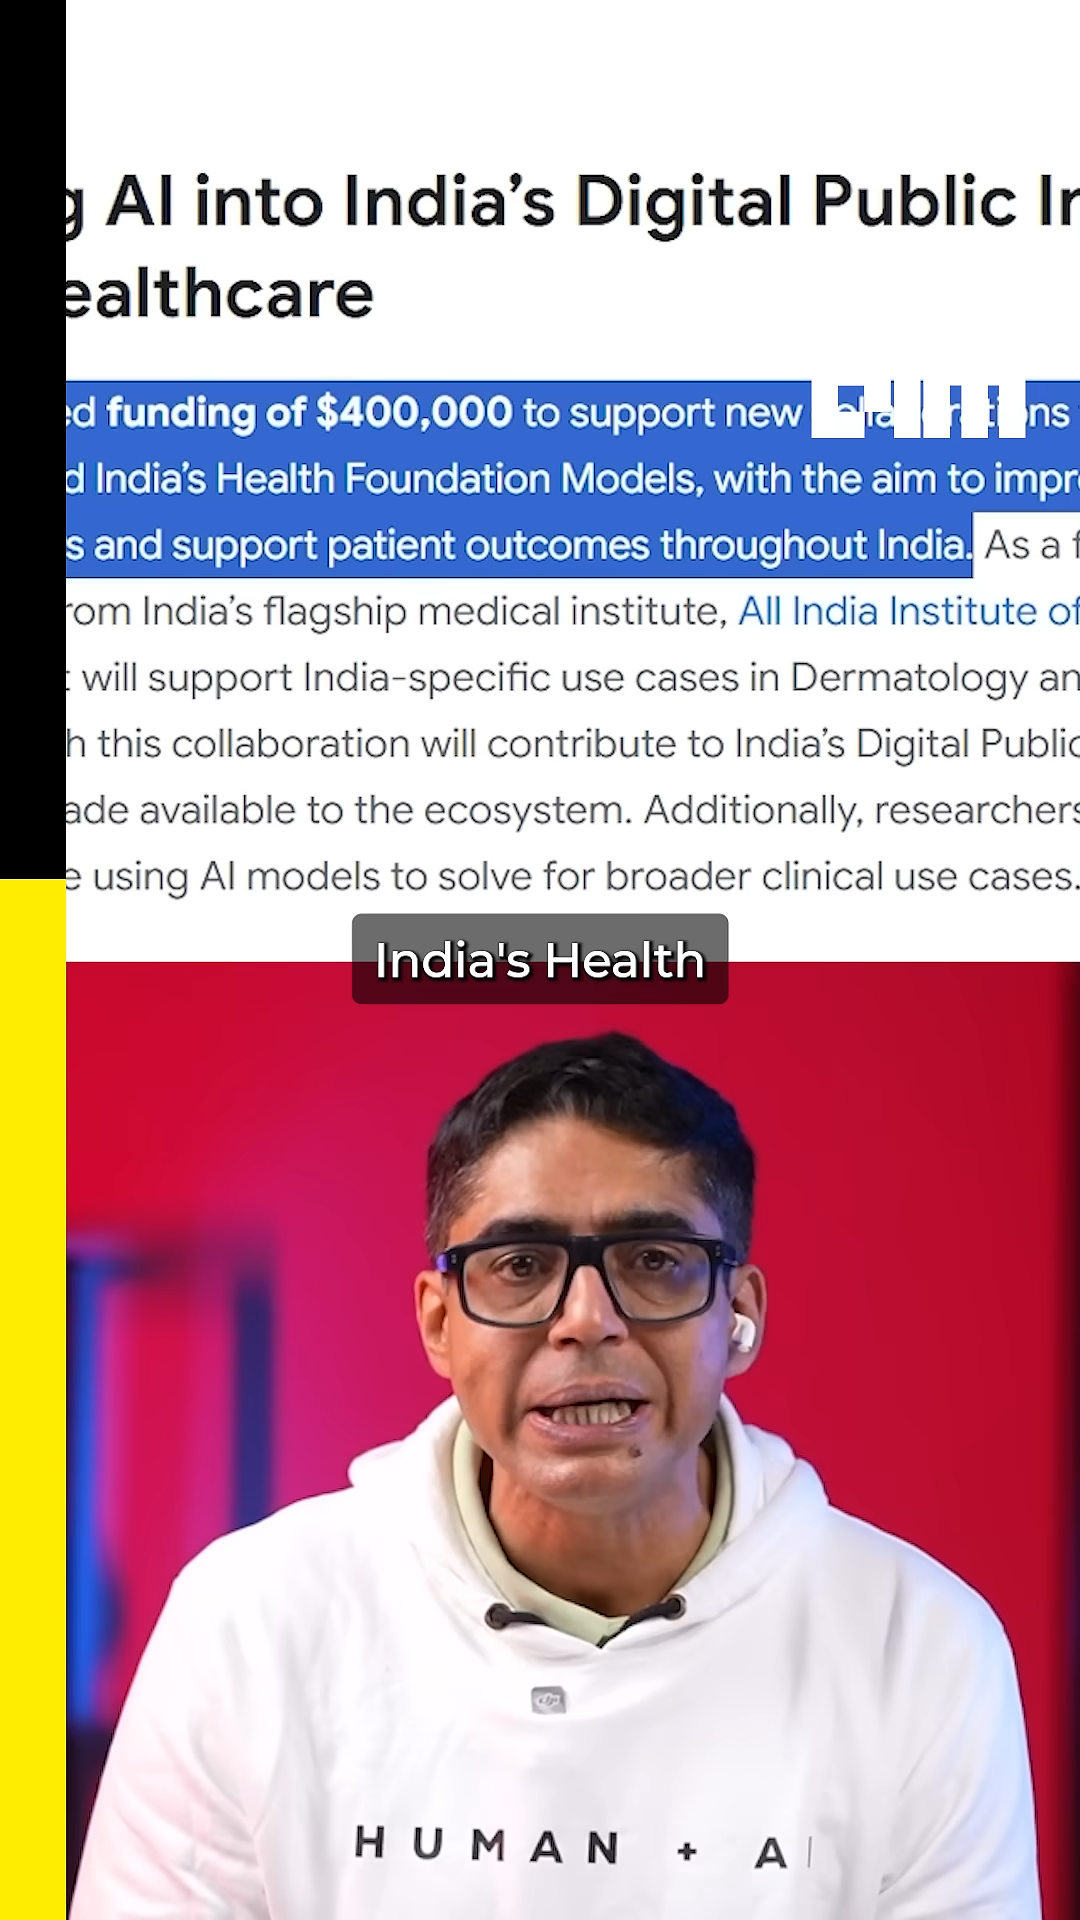 g AI into India’s Digital Public In
ealthcare
ed funding of $400,000 to support new collaborations
d India’s Health Foundation Models, with the aim to impr
s and support patient outcomes throughout India. As a f
rom India’s flagship medical institute, All India Institute of
t will support India-specific use cases in Dermatology an
h this collaboration will contribute to India’s Digital Public
ade available to the ecosystem. Additionally, researchers
e using AI models to solve for broader clinical use cases.
India's Health
HUMAN + AI